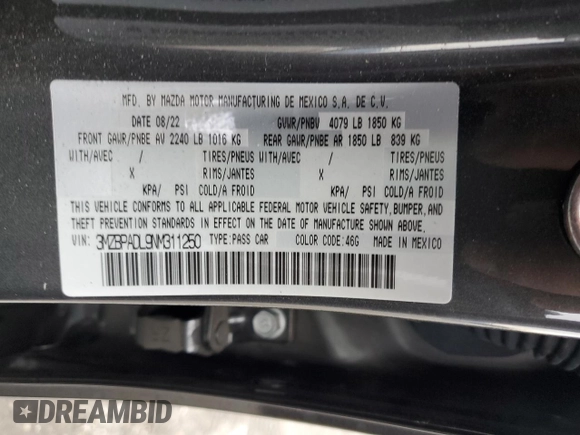 MFD. BY MAZDA MOTOR MANUFACTURING DE MEXICO S.A. DE C.V.
DATE 08/22 GVWR/PNBV 4079 LB 1850 KG
FRONT GAWR/PNBE AV 2240 LB 1016 KG REAR GAWR/PNBE AR 1850 LB 839 KG
WITH/AVEC / TIRES/PNEUS WITH/AVEC / TIRES/PNEUS
X RIMS/JANTES X RIMS/JANTES
KPA/ PSI COLD/A FROID KPA/ PSI COLD/A FROID
THIS VEHICLE CONFORMS TO ALL APPLICABLE FEDERAL MOTOR VEHICLE SAFETY, BUMPER, AND
THEFT PREVENTION STANDARDS IN EFFECT ON THE DATE OF MANUFACTURE SHOWN ABOVE.
VIN: 3MZBPADL9NM311250 TYPE: PASS CAR COLOR CODE: 46G MADE IN MEXICO
DREAMBID